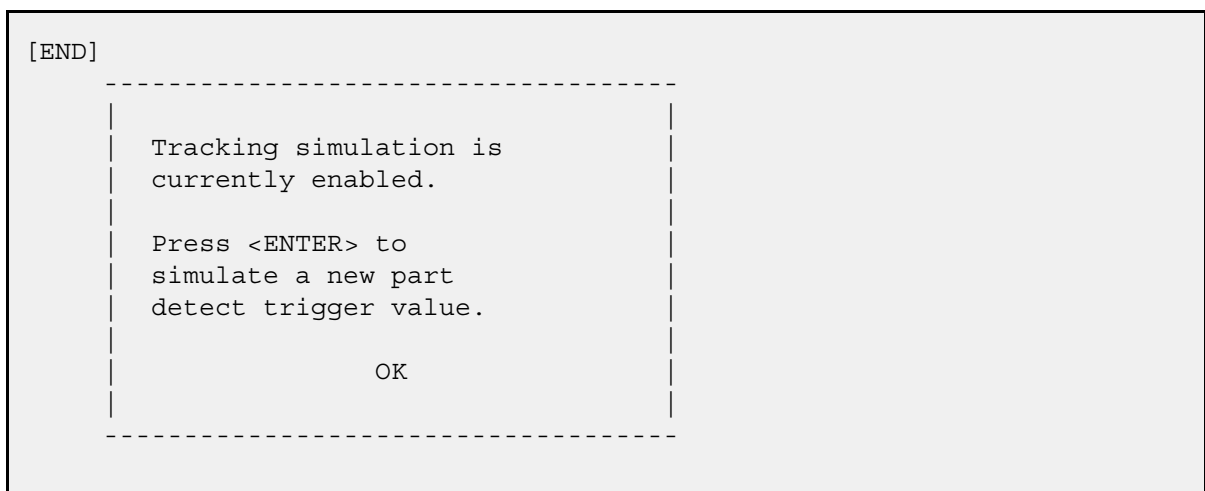 [END]
Tracking simulation is
currently enabled.
Press <ENTER> to
simulate a new part
detect trigger value.
OK